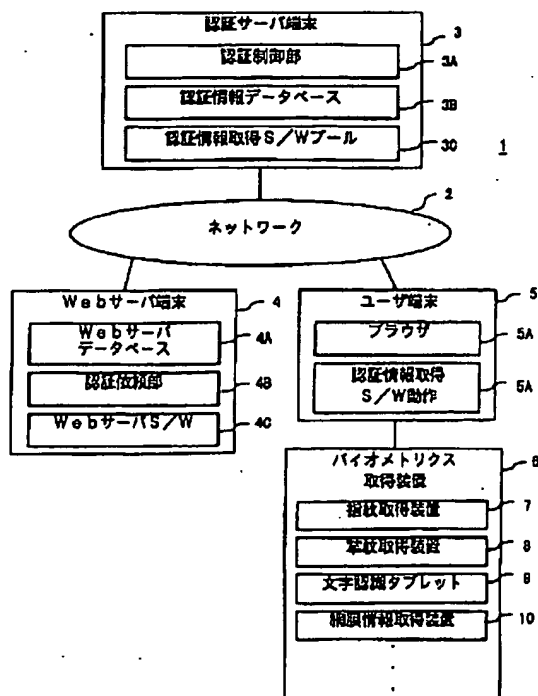 認証サーバ端末
3
認証制御部
3A
認証情報データベース
3B
認証情報取得S/Wプール
3C
1
2
ネットワーク
Webサーバ端末
4
Webサーバ
データベース
4A
認証依頼部
4B
WebサーバS/W
4C
ユーザ端末
5
ブラウザ
5A
認証情報取得
S/W動作
5A
バイオメトリクス
取得装置
6
指紋取得装置
7
声紋取得装置
8
文字認識タブレット
9
網膜情報取得装置
10